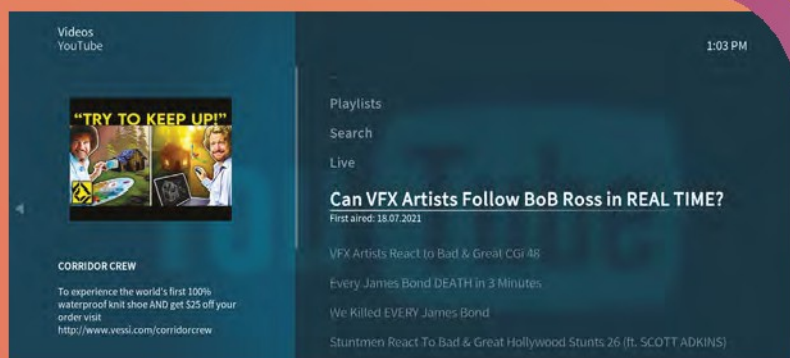 Videos
YouTube
1:03 PM
"TRY TO KEEP UP!"
CORRIDOR CREW
To experience the world's first 100%
waterproof knit shoe AND get $25 off your
order visit
http://www.vessi.com/corridorcrew
..
Playlists
Search
Live
Can VFX Artists Follow BoB Ross in REAL TIME?
First aired: 18.07.2021
VFX Artists React to Bad & Great CGi 48
Every James Bond DEATH in 3 Minutes
We Killed EVERY James Bond
Stuntmen React To Bad & Great Hollywood Stunts 26 (ft. SCOTT ADKINS)
YouTube